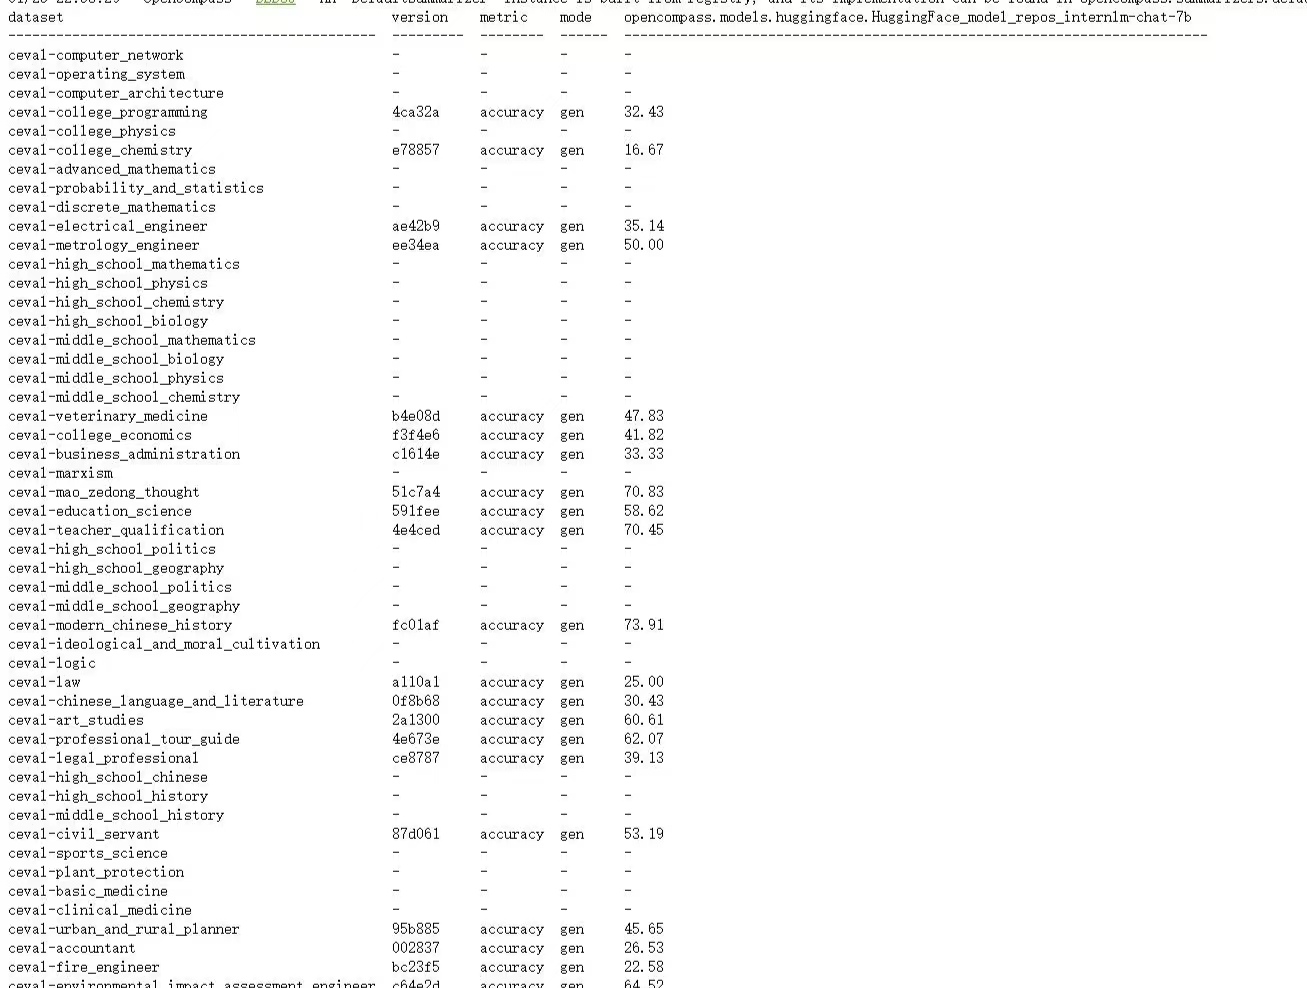 dataset version metric mode opencompass.models.huggingface.HuggingFace_model_repos_internlm-chat-7b
--------------------------------------------- --------- -------- ------ -------------------------------------------------------------------------
ceval-computer_network - - - -
ceval-operating_system - - - -
ceval-computer_architecture - - - -
ceval-college_programming 4ca32a accuracy gen 32.43
ceval-college_physics - - - -
ceval-college_chemistry e78857 accuracy gen 16.67
ceval-advanced_mathematics - - - -
ceval-probability_and_statistics - - - -
ceval-discrete_mathematics - - - -
ceval-electrical_engineer ae42b9 accuracy gen 35.14
ceval-metrology_engineer ee34ea accuracy gen 50.00
ceval-high_school_mathematics - - - -
ceval-high_school_physics - - - -
ceval-high_school_chemistry - - - -
ceval-high_school_biology - - - -
ceval-middle_school_mathematics - - - -
ceval-middle_school_biology - - - -
ceval-middle_school_physics - - - -
ceval-middle_school_chemistry - - - -
ceval-veterinary_medicine b4e08d accuracy gen 47.83
ceval-college_economics f3f4e6 accuracy gen 41.82
ceval-business_administration c1614e accuracy gen 33.33
ceval-marxism - - - -
ceval-mao_zedong_thought 51c7a4 accuracy gen 70.83
ceval-education_science 591fee accuracy gen 58.62
ceval-teacher_qualification 4e4ced accuracy gen 70.45
ceval-high_school_politics - - - -
ceval-high_school_geography - - - -
ceval-middle_school_politics - - - -
ceval-middle_school_geography - - - -
ceval-modern_chinese_history fc01af accuracy gen 73.91
ceval-ideological_and_moral_cultivation - - - -
ceval-logic - - - -
ceval-law a110a1 accuracy gen 25.00
ceval-chinese_language_and_literature 0f8b68 accuracy gen 30.43
ceval-art_studies 2a1300 accuracy gen 60.61
ceval-professional_tour_guide 4e673e accuracy gen 62.07
ceval-legal_professional ce8787 accuracy gen 39.13
ceval-high_school_chinese - - - -
ceval-high_school_history - - - -
ceval-middle_school_history - - - -
ceval-civil_servant 87d061 accuracy gen 53.19
ceval-sports_science - - - -
ceval-plant_protection - - - -
ceval-basic_medicine - - - -
ceval-clinical_medicine - - - -
ceval-urban_and_rural_planner 95b885 accuracy gen 45.65
ceval-accountant 002837 accuracy gen 26.53
ceval-fire_engineer bc23f5 accuracy gen 22.58
ceval-environmental_impact_assessment_engineer c64e2d accuracy gen 64.52